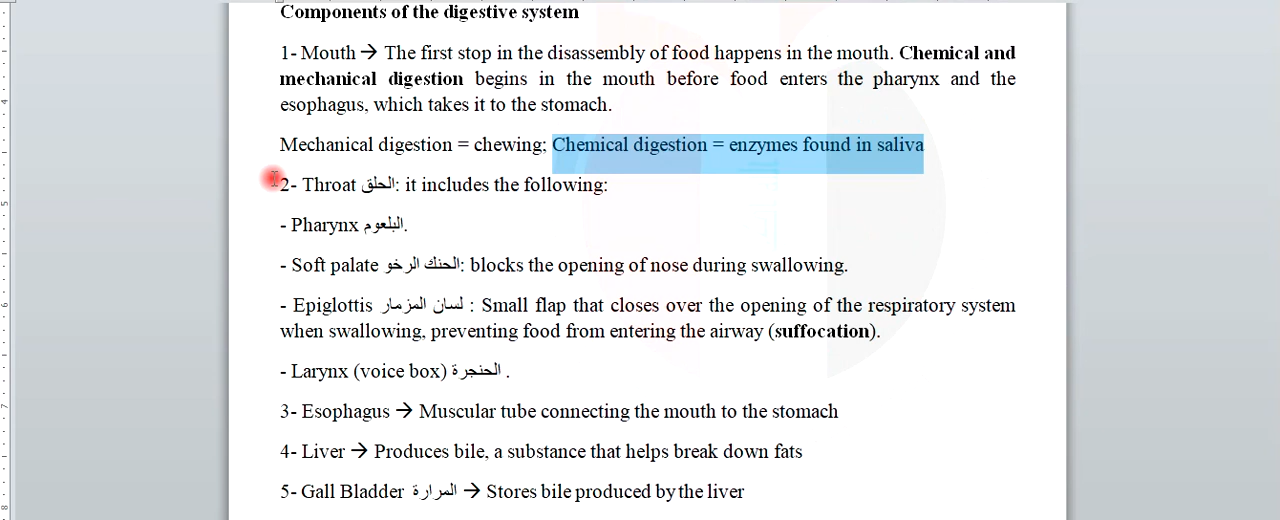 Components of the digestive system
1- Mouth → The first stop in the disassembly of food happens in the mouth. Chemical and
mechanical digestion begins in the mouth before food enters the pharynx and the
esophagus, which takes it to the stomach.
Mechanical digestion = chewing; Chemical digestion = enzymes found in saliva
2- Throat الحلق: it includes the following:
- Pharynx البلعوم.
- Soft palate الحنك الرخو: blocks the opening of nose during swallowing.
- Epiglottis لسان المزمار : Small flap that closes over the opening of the respiratory system
when swallowing, preventing food from entering the airway (suffocation).
- Larynx (voice box) الحنجرة .
3- Esophagus → Muscular tube connecting the mouth to the stomach
4- Liver → Produces bile, a substance that helps break down fats
5- Gall Bladder المرارة → Stores bile produced by the liver